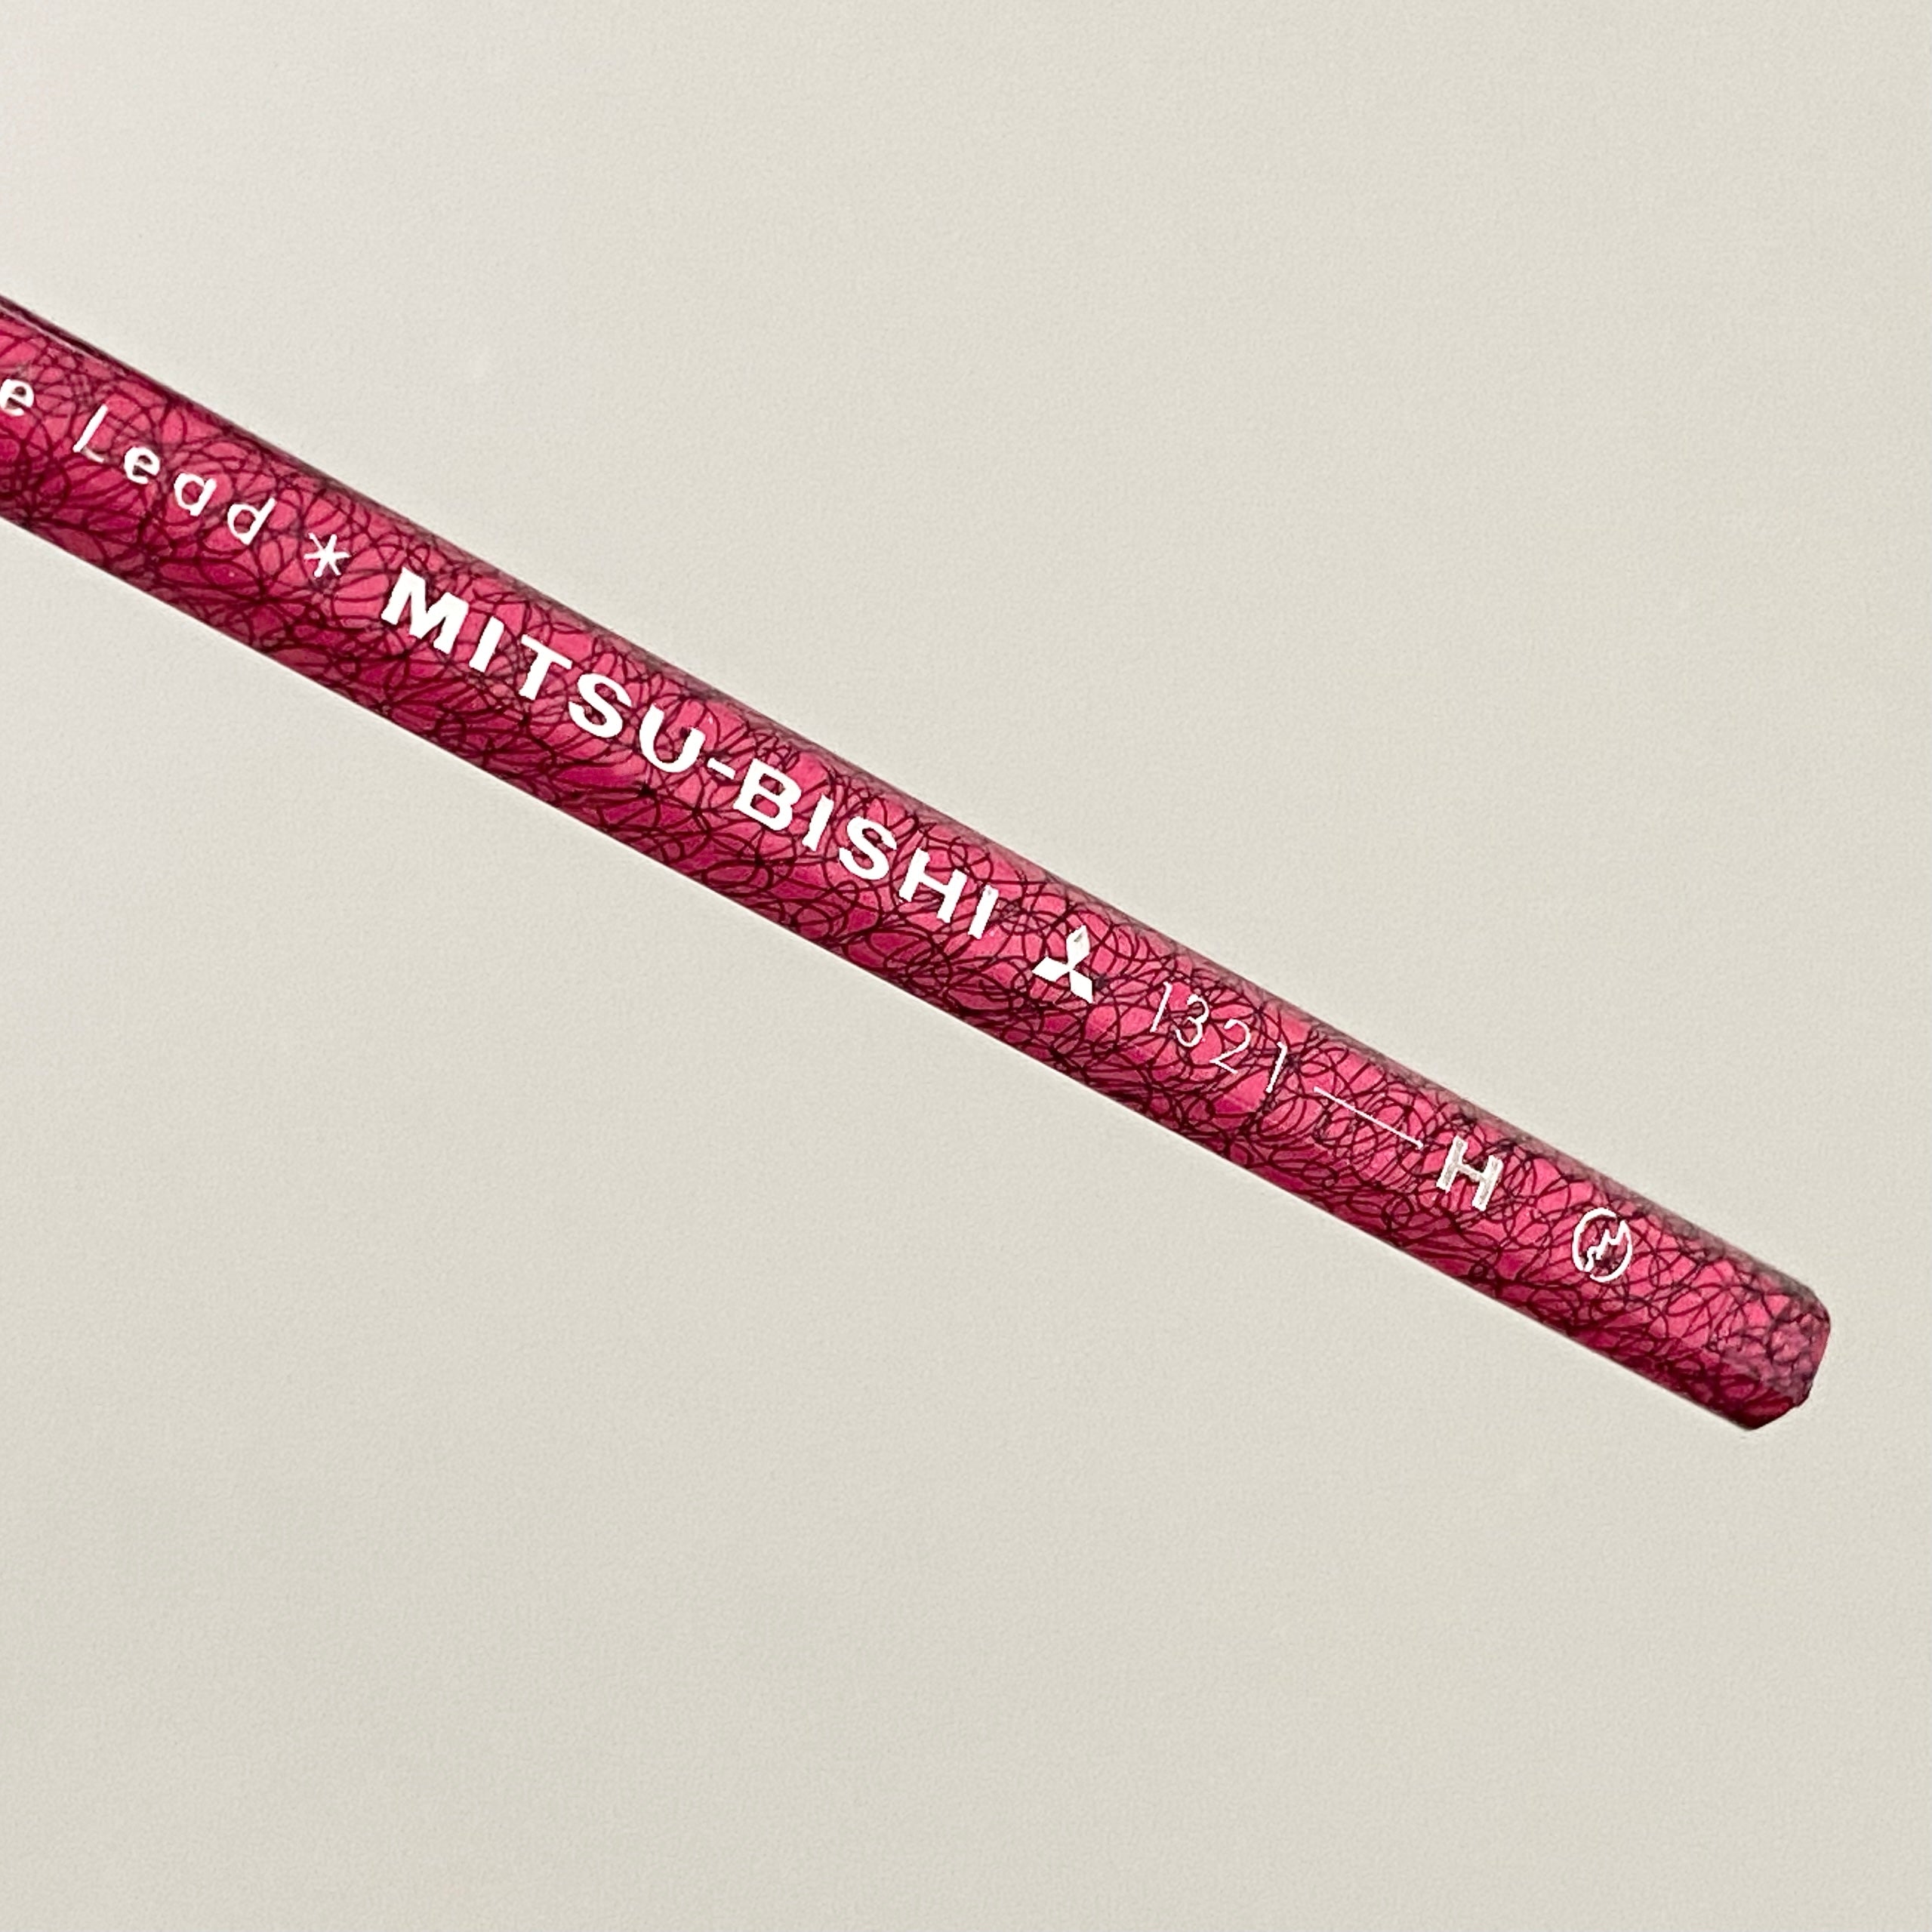 e Lead * MITSU-BISHI 1321—H